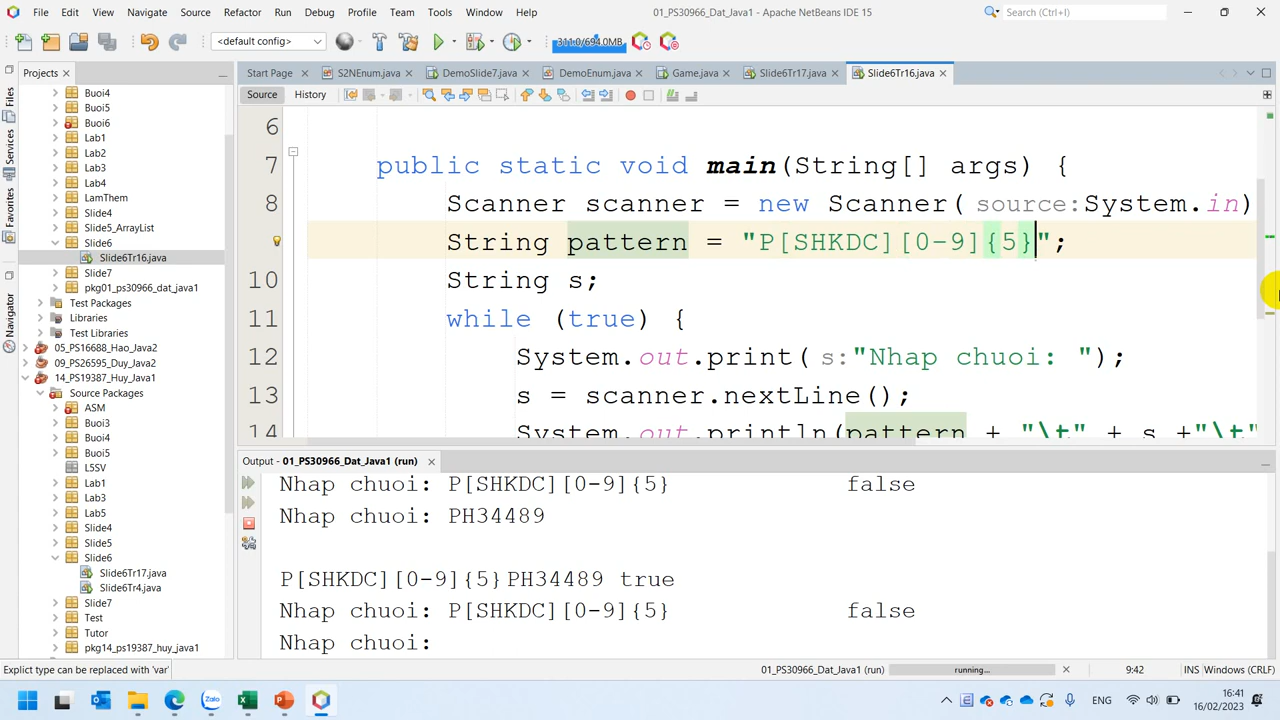 File Edit View Navigate Source Refactor Run Debug Profile Team Tools Window Help 01_PS30966_Dat_Java1 - Apache NetBeans IDE 15 Search (Ctrl+I)
<default config> 311.0/694.0MB
Projects Start Page S2NEnum.java DemoSlide7.java DemoEnum.java Game.java Slide6Tr17.java Slide6Tr16.java
Source History
Files
Services
Favorites
Navigator
Buoi4
Buoi5
Buoi6
Lab1
Lab2
Lab3
Lab4
LamThem
Slide4
Slide5_ArrayList
Slide6
Slide6Tr16.java
Slide7
pkg01_ps30966_dat_java1
Test Packages
Libraries
Test Libraries
05_PS16688_Hao_Java2
09_PS26595_Duy_Java2
14_PS19387_Huy_Java1
Source Packages
ASM
Buoi3
Buoi4
Buoi5
L5SV
Lab1
Lab3
Lab5
Slide4
Slide5
Slide6
Slide6Tr17.java
Slide6Tr4.java
Slide7
Test
Tutor
pkg14_ps19387_huy_java1
6
7 public static void main(String[] args) {
8 Scanner scanner = new Scanner(source:System.in)
String pattern = "P[SHKDC][0-9]{5}";
10 String s;
11 while (true) {
12 System.out.print(s:"Nhap chuoi: ");
13 s = scanner.nextLine();
14 System.out.println(pattern + "\t" + s +"\t"
Output - 01_PS30966_Dat_Java1 (run)
Nhap chuoi: P[SHKDC][0-9]{5} false
Nhap chuoi: PH34489
P[SHKDC][0-9]{5}PH34489 true
Nhap chuoi: P[SHKDC][0-9]{5} false
Nhap chuoi:
Explict type can be replaced with 'var' 01_PS30966_Dat_Java1 (run) running... 9:42 INS Windows (CRLF)
Zalo ENG 16:41
16/02/2023